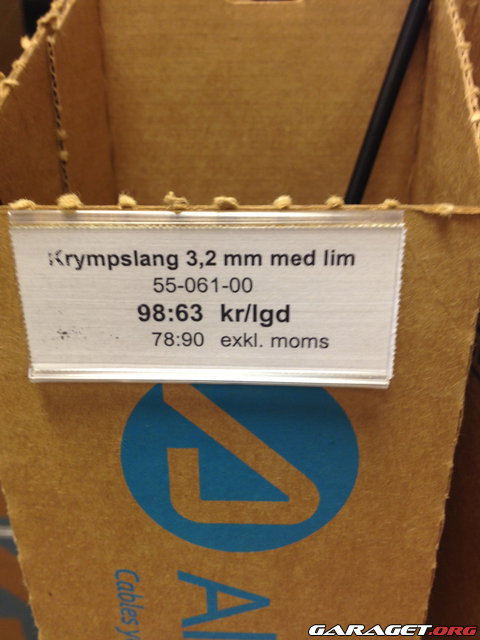 Krympslang 3,2 mm med lim
55-061-00
98:63 kr/lgd
78:90 exkl. moms
Cables y
GARAGET.ORG